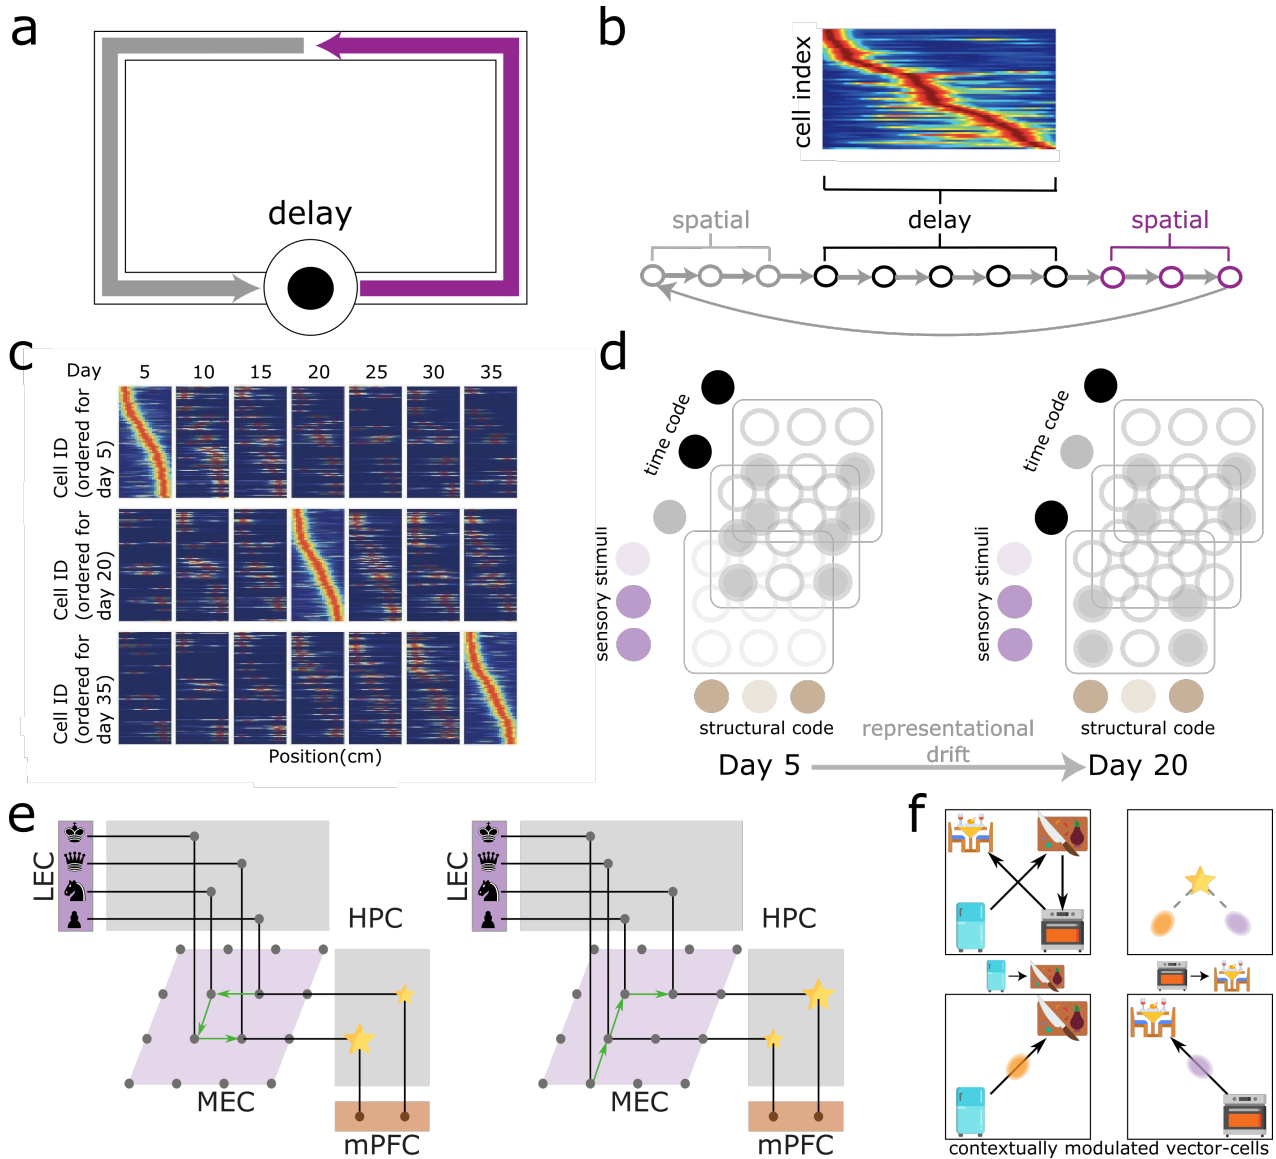 a
delay
b
cell index
spatial
delay
spatial
c
Day 5 10 15 20 25 30 35
Cell ID
(ordered for
day 5)
Cell ID
(ordered for
day 20)
Cell ID
(ordered for
day 35)
Position(cm)
d
time code
sensory stimuli
structural code
Day 5
representational
drift
time code
sensory stimuli
structural code
Day 20
e
LEC
HPC
MEC
mPFC
LEC
HPC
MEC
mPFC
f
contextually modulated vector-cells